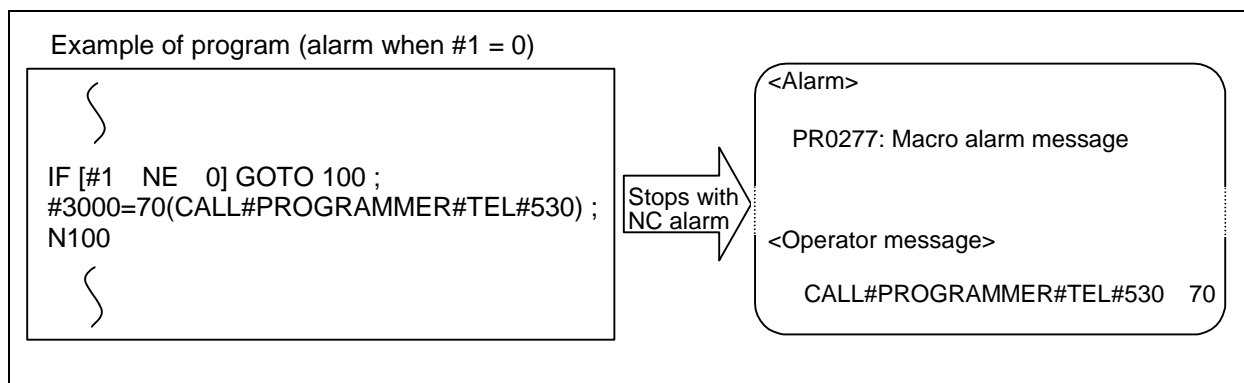 Example of program (alarm when #1 = 0)
IF [#1 NE 0] GOTO 100 ;
#3000=70(CALL#PROGRAMMER#TEL#530) ;
N100
Stops with
NC alarm
<Alarm>
PR0277: Macro alarm message
<Operator message>
CALL#PROGRAMMER#TEL#530 70